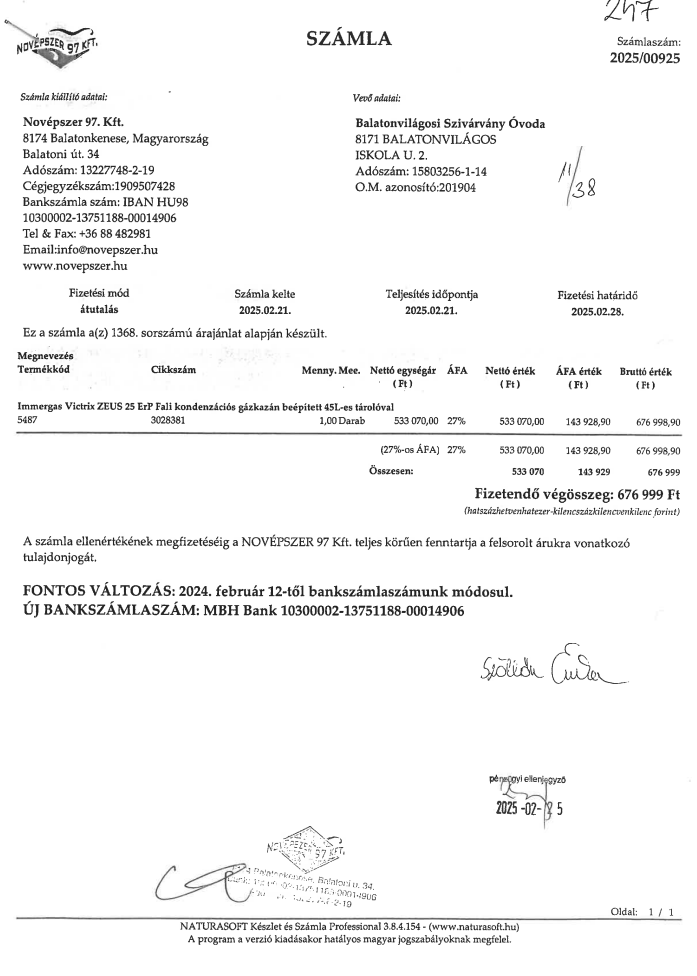 247
NOVÉPSZER 97 KFT.
SZÁMLA
Számlaszám:
2025/00925
Számla kiállító adatai:
Vevő adatai:
Novépszer 97. Kft.
8174 Balatonkenese, Magyarország
Balatoni út. 34
Adószám: 13227748-2-19
Cégjegyzékszám:1909507428
Bankszámla szám: IBAN HU98
10300002-13751188-00014906
Tel & Fax: +36 88 482981
Email:info@novepszer.hu
www.novepszer.hu
Balatonvilágosi Szivárvány Óvoda
8171 BALATONVILÁGOS
ISKOLA U. 2.
Adószám: 15803256-1-14
O.M. azonosító:201904
11/38
Fizetési mód Számla kelte Teljesítés időpontja Fizetési határidő
átutalás 2025.02.21. 2025.02.21. 2025.02.28.
Ez a számla a(z) 1368. sorszámú árajánlat alapján készült.
Megnevezés
Termékkód Cikkszám Menny. Mee. Nettó egységár ÁFA Nettó érték ÁFA érték Bruttó érték
( Ft ) ( Ft ) ( Ft ) ( Ft )
Immergas Victrix ZEUS 25 ErP Fali kondenzációs gázkazán beépített 45L-es tárolóval
5487 3028381 1,00 Darab 533 070,00 27% 533 070,00 143 928,90 676 998,90
(27%-os ÁFA) 27% 533 070,00 143 928,90 676 998,90
Összesen: 533 070 143 929 676 999
Fizetendő végösszeg: 676 999 Ft
(hatszázhetvenhatezer-kilencszázkilencvenkilenc forint)
A számla ellenértékének megfizetéséig a NOVÉPSZER 97 Kft. teljes körűen fenntartja a felsorolt árukra vonatkozó
tulajdonjogát.
FONTOS VÁLTOZÁS: 2024. február 12-től bankszámlaszámunk módosul.
ÚJ BANKSZÁMLASZÁM: MBH Bank 10300002-13751188-00014906
pénzügyi ellenjegyző
2025 -02-
NOVÉPSZER 97 KFT.
Balatonkenese, Balatoni u. 34.
Oldal: 1 / 1
NATURASOFT Készlet és Számla Professional 3.8.4.154 - (www.naturasoft.hu)
A program a verzió kiadásakor hatályos magyar jogszabályoknak megfelel.